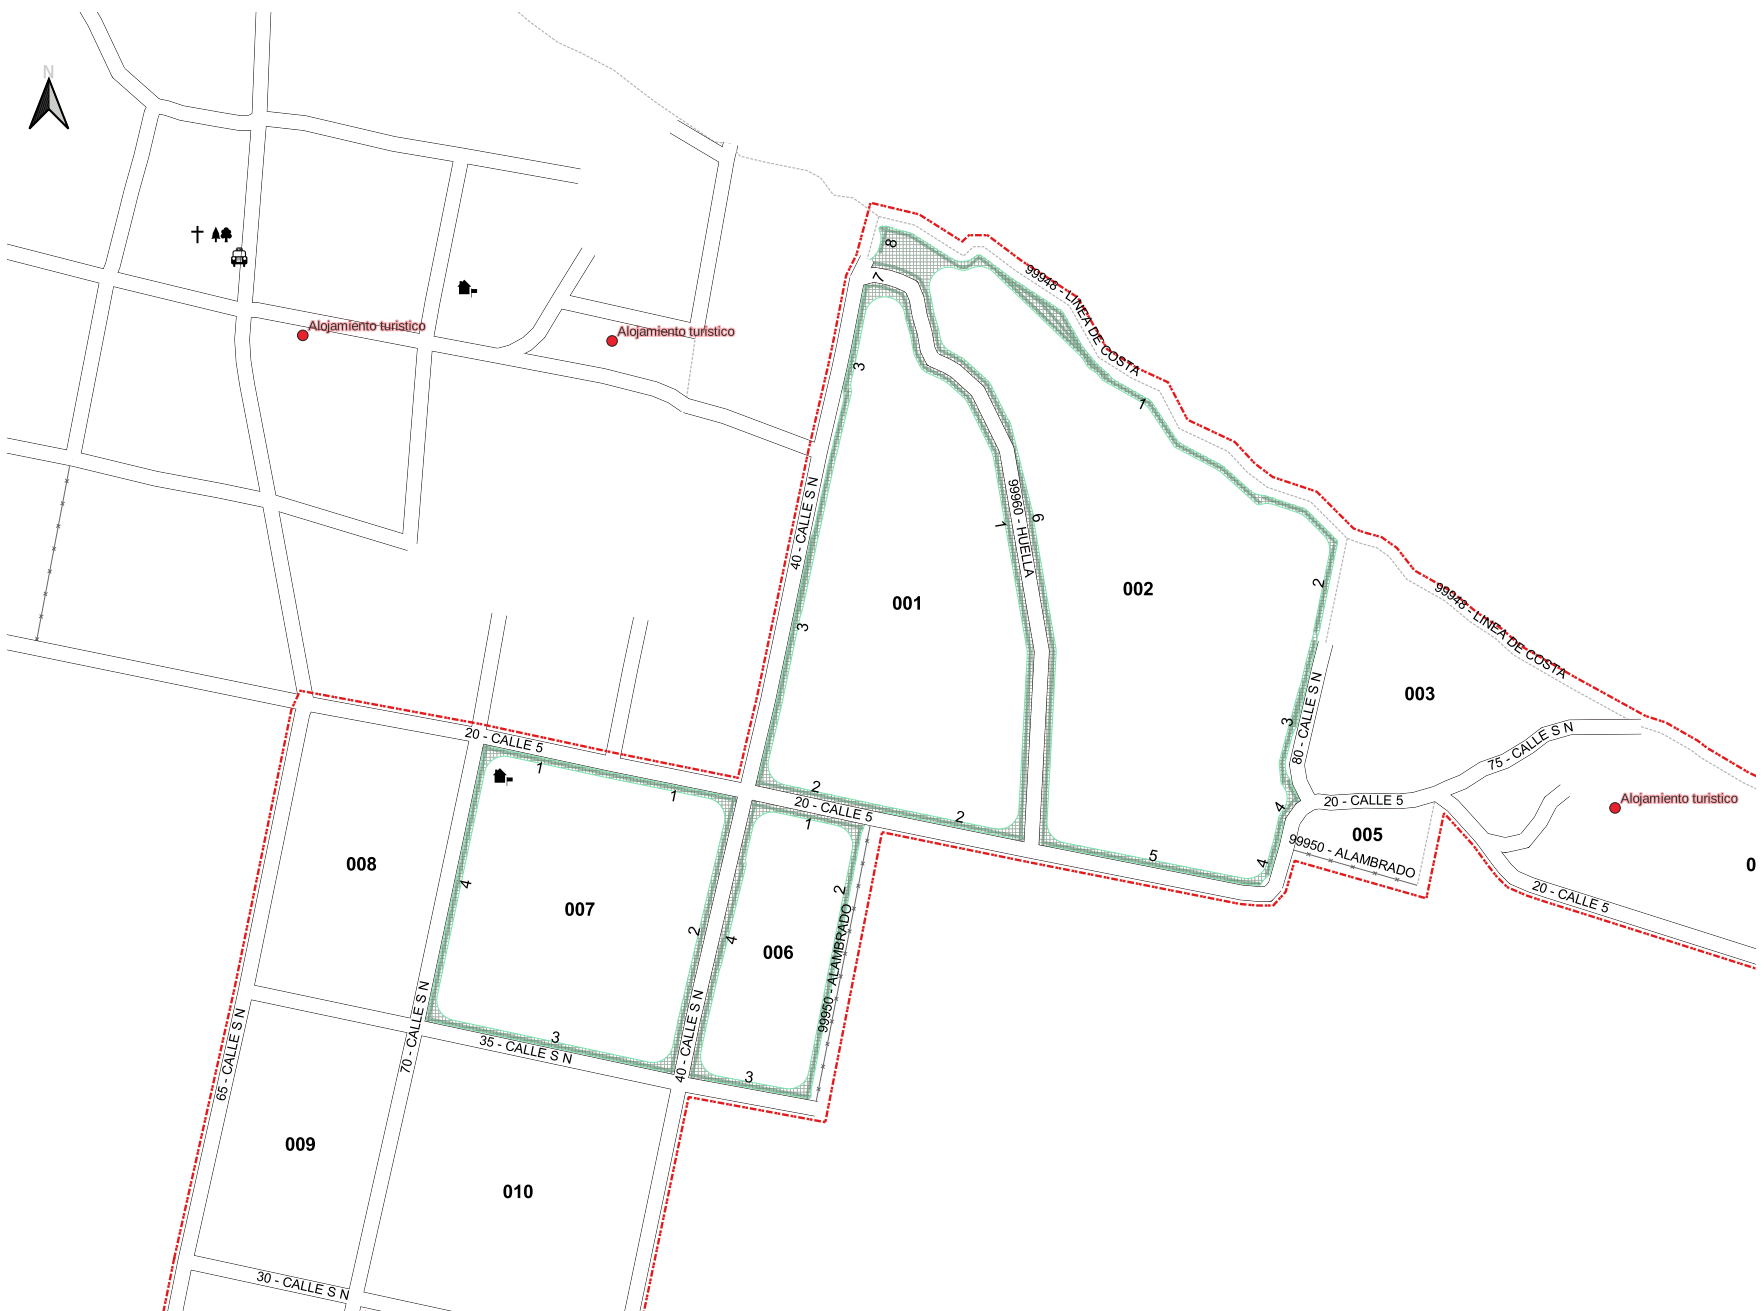 N
8
7
99948 - LINEA DE COSTA
Alojamiento turistico
Alojamiento turistico
3
1
40 - CALLE S N
99960 - HUELLA
1
6
002
2
001
3
99948 - LINEA DE COSTA
003
80 - CALLE S N
3
20 - CALLE 5
75 - CALLE S N
1
1
2
20 - CALLE 5
2
1
20 - CALLE 5
4
Alojamiento turistico
005
99950 - ALAMBRADO
5
4
0
008
4
007
2
4
006
2
99950 - ALAMBRADO
20 - CALLE 5
65 - CALLE S N
70 - CALLE S N
3
35 - CALLE S N
40 - CALLE S N
3
009
010
30 - CALLE S N